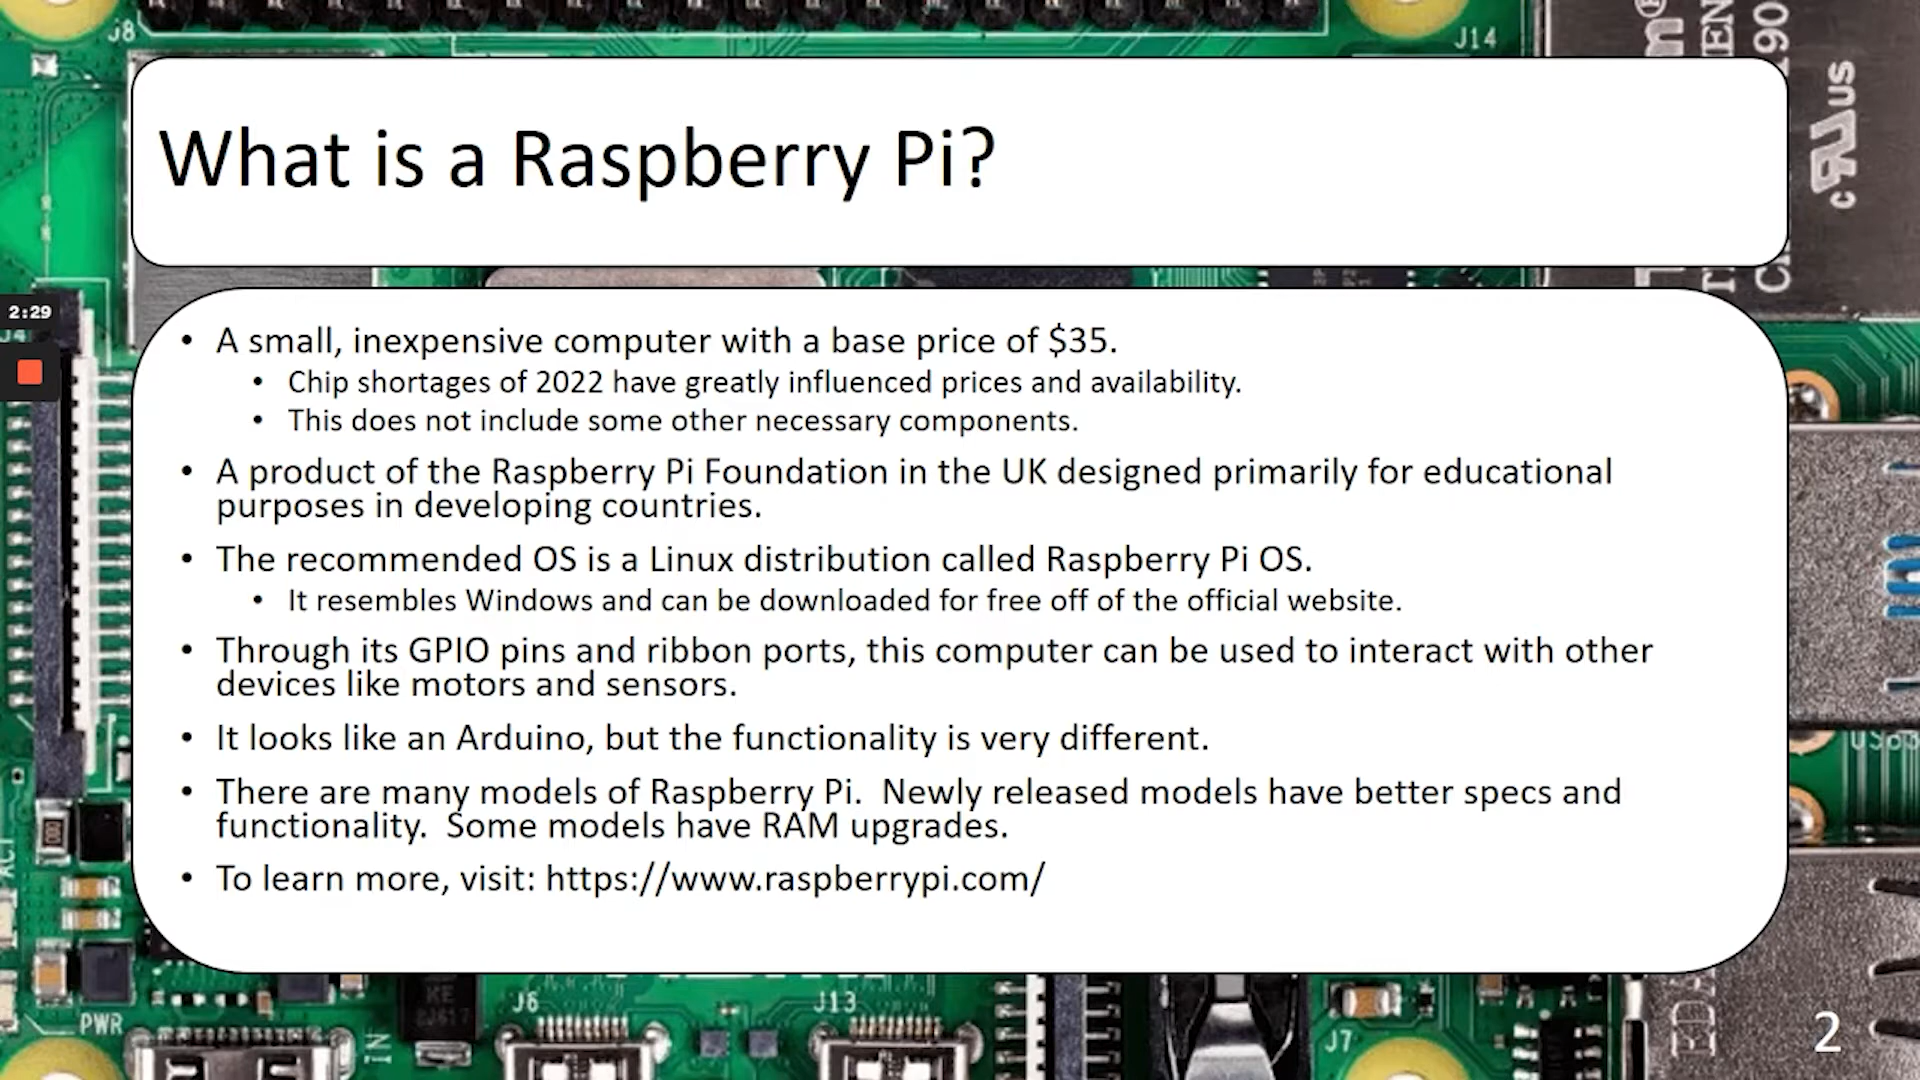 J8
J14
What is a Raspberry Pi?
2:29
• A small, inexpensive computer with a base price of $35.
• Chip shortages of 2022 have greatly influenced prices and availability.
• This does not include some other necessary components.
• A product of the Raspberry Pi Foundation in the UK designed primarily for educational
purposes in developing countries.
• The recommended OS is a Linux distribution called Raspberry Pi OS.
• It resembles Windows and can be downloaded for free off of the official website.
• Through its GPIO pins and ribbon ports, this computer can be used to interact with other
devices like motors and sensors.
• It looks like an Arduino, but the functionality is very different.
• There are many models of Raspberry Pi.  Newly released models have better specs and
functionality.  Some models have RAM upgrades.
• To learn more, visit: https://www.raspberrypi.com/
PWR
IN
J6
J13
J7
2